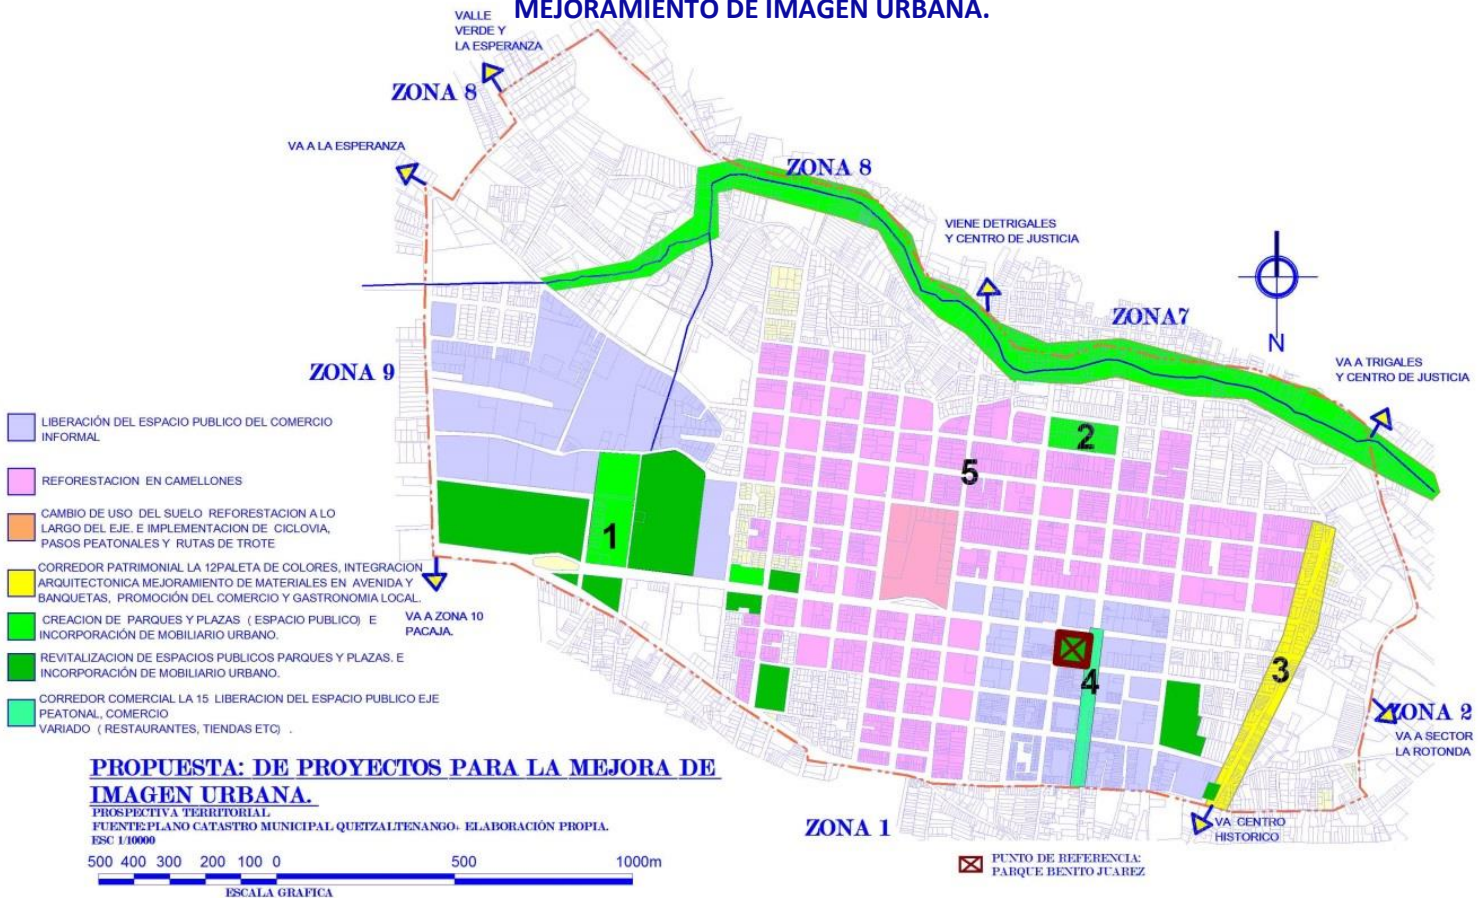 MEJORAMIENTO DE IMAGEN URBANA.
VALLE
VERDE Y
LA ESPERANZA
ZONA 8
VA A LA ESPERANZA
ZONA 8
VIENE DETRIGALES
Y CENTRO DE JUSTICIA
ZONA7
N
VA A TRIGALES
Y CENTRO DE JUSTICIA
ZONA 9
LIBERACIÓN DEL ESPACIO PUBLICO DEL COMERCIO
INFORMAL
REFORESTACION EN CAMELLONES
CAMBIO DE USO DEL SUELO REFORESTACION A LO
LARGO DEL EJE. E IMPLEMENTACION DE CICLOVIA,
PASOS PEATONALES Y RUTAS DE TROTE
CORREDOR PATRIMONIAL LA 12PALETA DE COLORES, INTEGRACION
ARQUITECTONICA MEJORAMIENTO DE MATERIALES EN AVENIDA Y
BANQUETAS, PROMOCIÓN DEL COMERCIO Y GASTRONOMIA LOCAL.
CREACION DE PARQUES Y PLAZAS ( ESPACIO PUBLICO) E
INCORPORACIÓN DE MOBILIARIO URBANO.
REVITALIZACION DE ESPACIOS PUBLICOS PARQUES Y PLAZAS. E
INCORPORACIÓN DE MOBILIARIO URBANO.
CORREDOR COMERCIAL LA 15 LIBERACION DEL ESPACIO PUBLICO EJE
PEATONAL, COMERCIO
VARIADO ( RESTAURANTES, TIENDAS ETC) .
VA A ZONA 10
PACAJA.
1
2
5
3
4
ZONA 2
VA A SECTOR
LA ROTONDA
ZONA 1
VA CENTRO
HISTORICO
PROPUESTA: DE PROYECTOS PARA LA MEJORA DE
IMAGEN URBANA.
PROSPECTIVA TERRITORIAL
FUENTE:PLANO CATASTRO MUNICIPAL QUETZALTENANGO+ ELABORACIÓN PROPIA.
ESC 1/10000
500 400 300 200 100 0 500 1000m
ESCALA GRAFICA
PUNTO DE REFERENCIA:
PARQUE BENITO JUAREZ